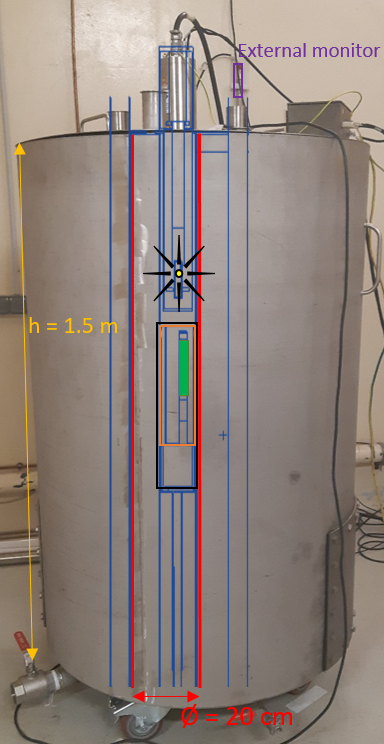 External monitor
h = 1.5 m
Ø = 20 cm